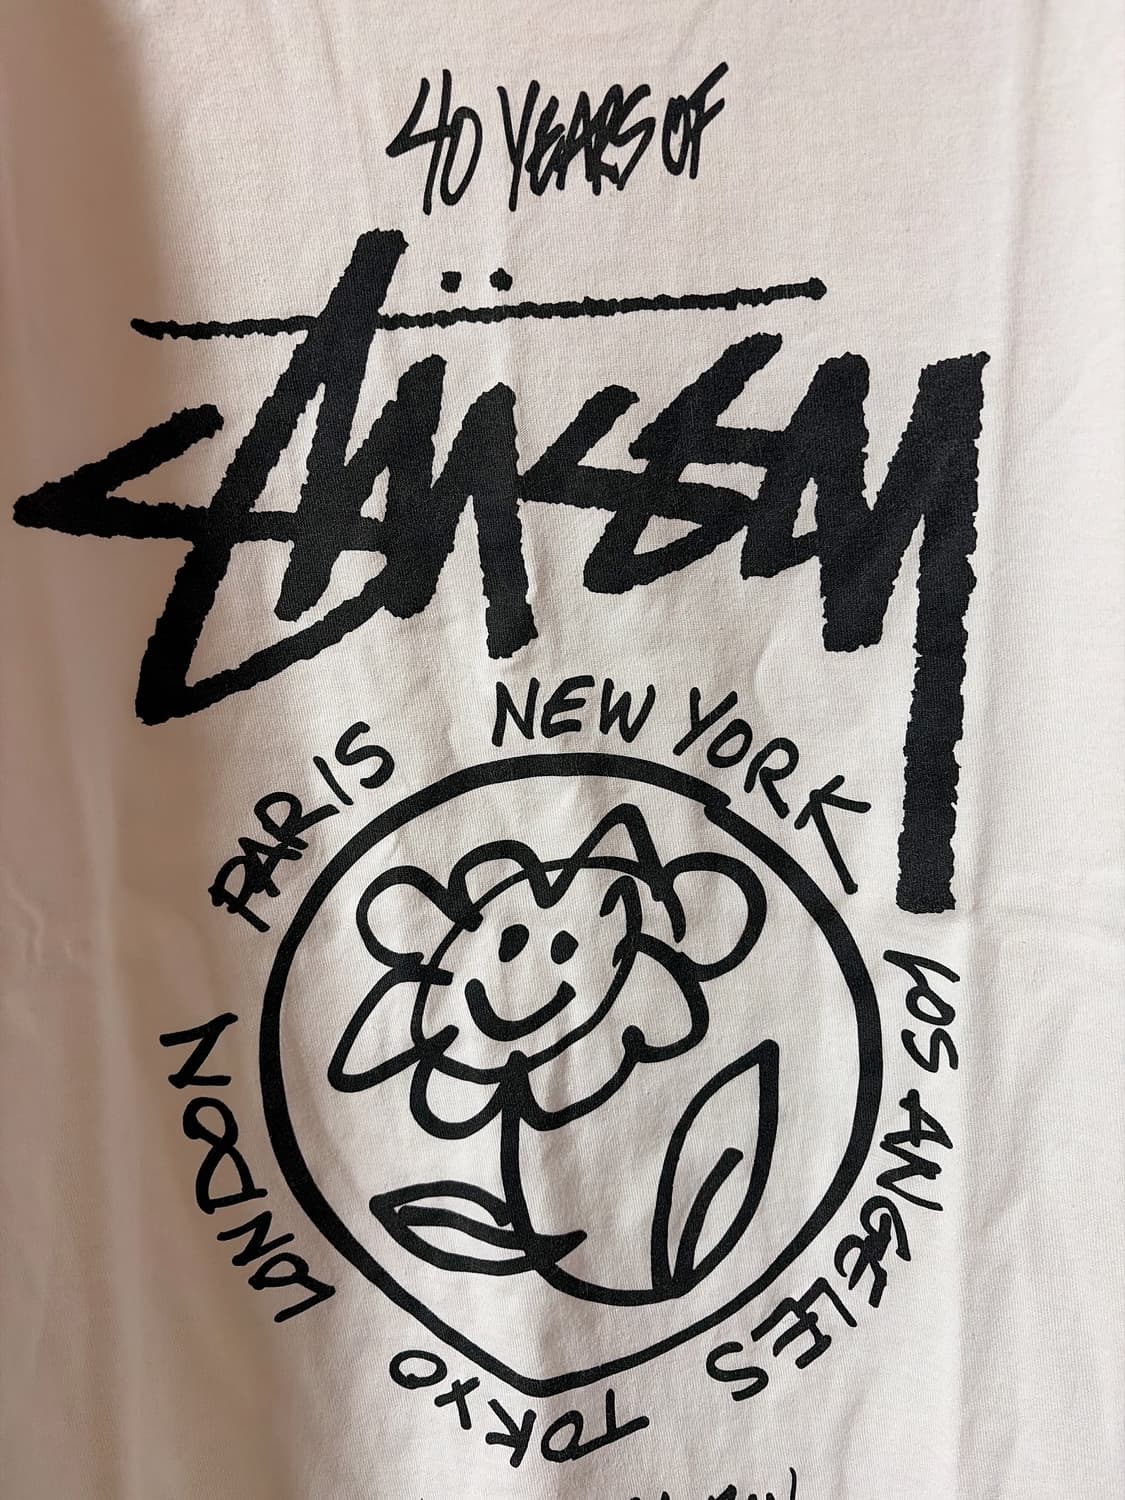 40 YEARS OF
STÜSSY
NEW YORK
LOS ANGELES
TOKYO
LONDON
PARIS